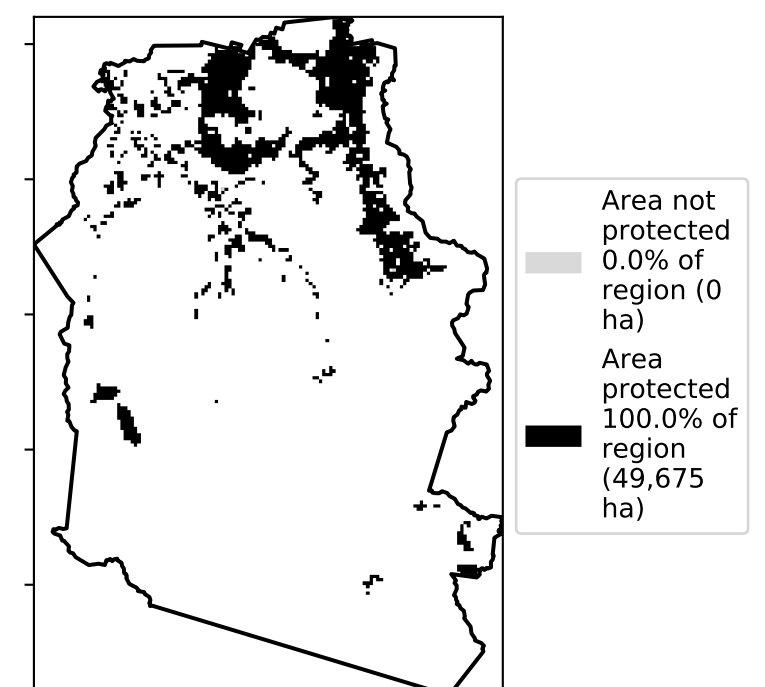 Area not
protected
0.0% of
region (0
ha)
Area
protected
100.0% of
region
(49,675
ha)